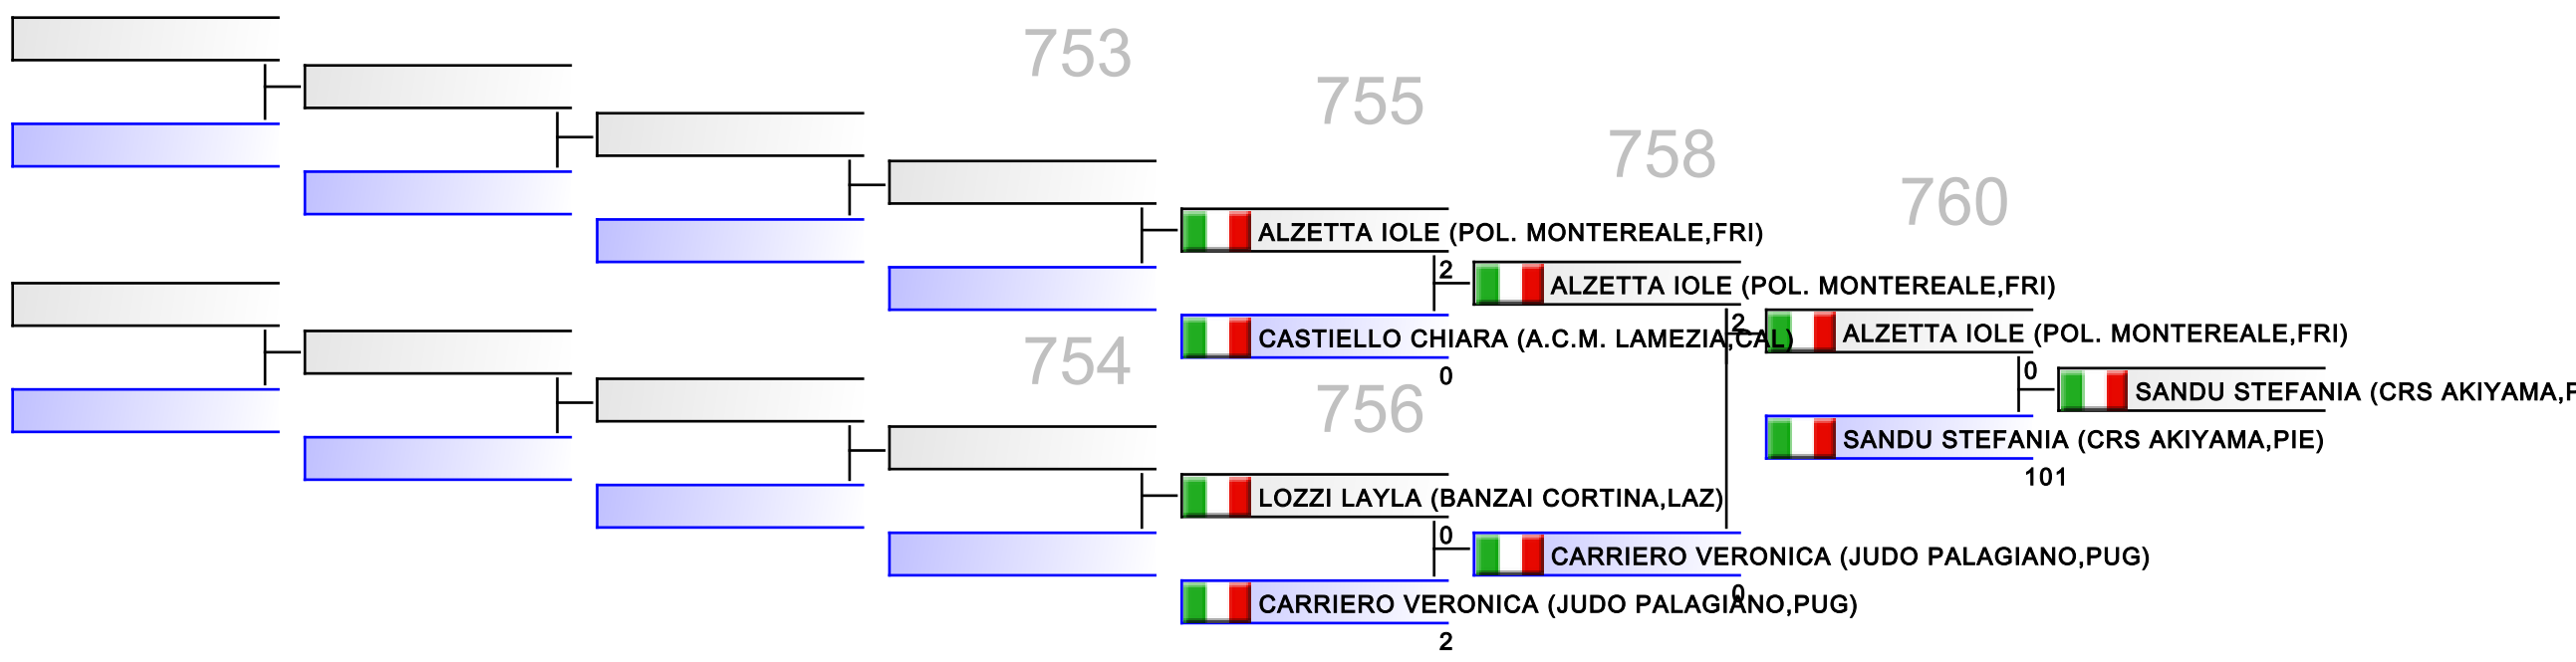 753
755
758
760
ALZETTA IOLE (POL. MONTEREALE,FRI)
2
ALZETTA IOLE (POL. MONTEREALE,FRI)
2
ALZETTA IOLE (POL. MONTEREALE,FRI)
CASTIELLO CHIARA (A.C.M. LAMEZIA,CAL)
0
0
SANDU STEFANIA (CRS AKIYAMA,P
SANDU STEFANIA (CRS AKIYAMA,PIE)
101
754
756
LOZZI LAYLA (BANZAI CORTINA,LAZ)
0
CARRIERO VERONICA (JUDO PALAGIANO,PUG)
0
CARRIERO VERONICA (JUDO PALAGIANO,PUG)
2